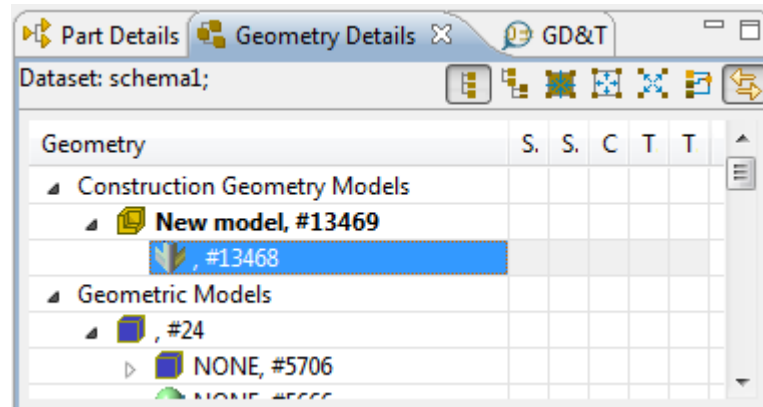 Part Details Geometry Details GD&T
Dataset: schema1;
Geometry S. S. C T T
Construction Geometry Models
New model, #13469
, #13468
Geometric Models
, #24
NONE, #5706